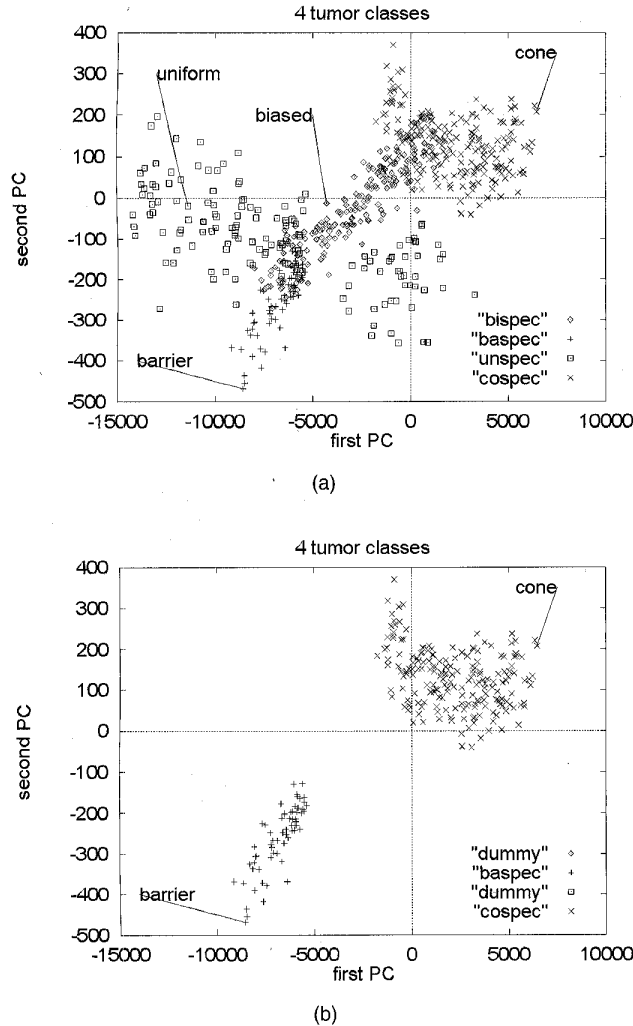 4 tumor classes
400
300
200
100
0
-100
-200
-300
-400
-500
second PC
uniform
biased
cone
barrier
"bispec"
"baspec"
"unspec"
"cospec"
-15000 -10000 -5000 0 5000 10000
first PC
(a)
4 tumor classes
400
300
200
100
0
-100
-200
-300
-400
-500
second PC
cone
barrier
"dummy"
"baspec"
"dummy"
"cospec"
-15000 -10000 -5000 0 5000 10000
first PC
(b)